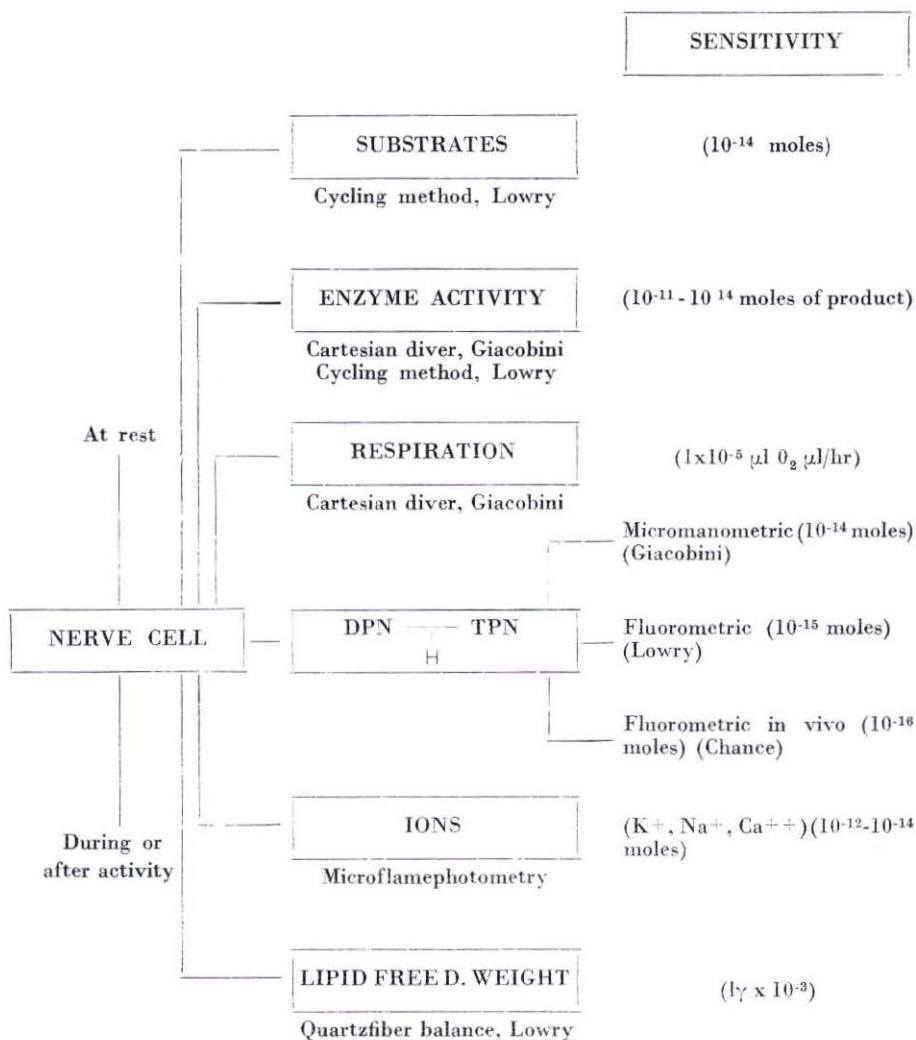 SENSITIVITY
SUBSTRATES
(10⁻¹⁴ moles)
Cycling method, Lowry
ENZYME ACTIVITY
(10⁻¹¹ - 10 ¹⁴ moles of product)
Cartesian diver, Giacobini
Cycling method, Lowry
At rest
RESPIRATION
(1x10⁻⁵ µl 0₂ µl/hr)
Cartesian diver, Giacobini
Micromanometric (10⁻¹⁴ moles)
(Giacobini)
NERVE CELL
DPN TPN
H
Fluorometric (10⁻¹⁵ moles)
(Lowry)
Fluorometric in vivo (10⁻¹⁶
moles) (Chance)
IONS
(K+, Na+, Ca++) (10⁻¹²-10⁻¹⁴
moles)
Microflamephotometry
During or
after activity
LIPID FREE D. WEIGHT
(1γ x 10⁻³)
Quartzfiber balance, Lowry